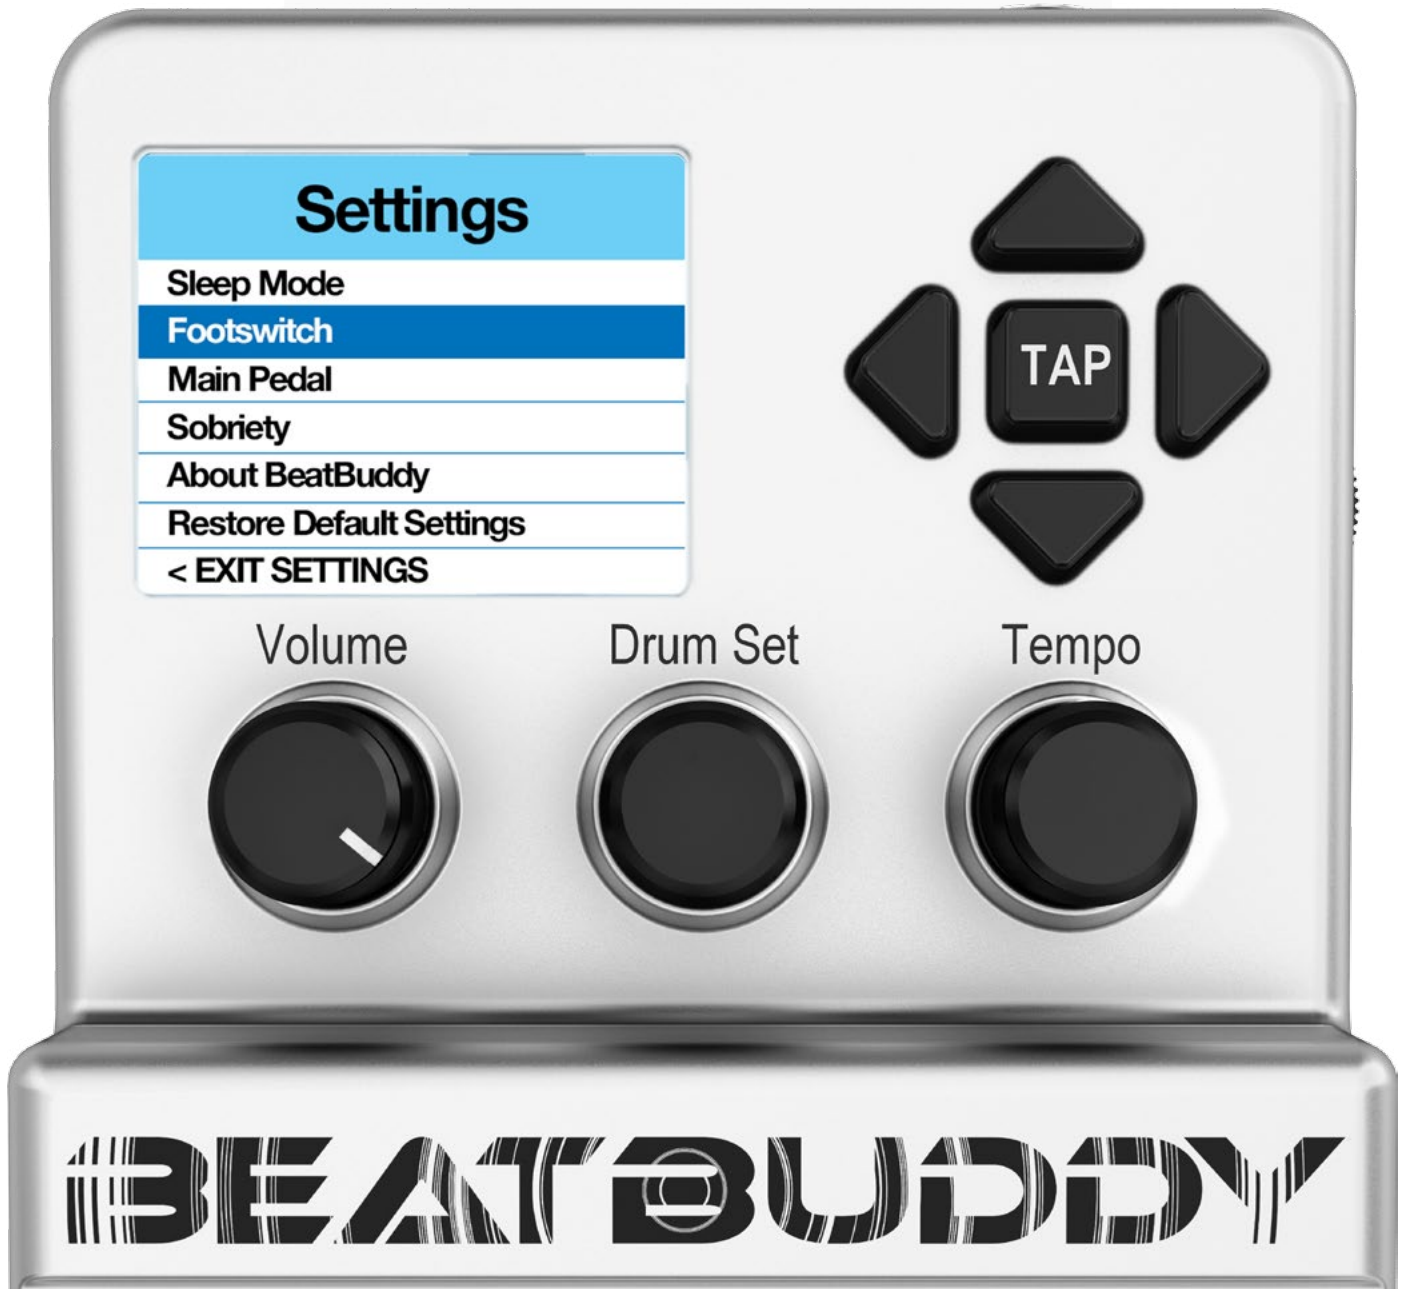 Settings
Sleep Mode
Footswitch
Main Pedal
Sobriety
About BeatBuddy
Restore Default Settings
< EXIT SETTINGS
TAP
Volume
Drum Set
Tempo
BEATBUDDY